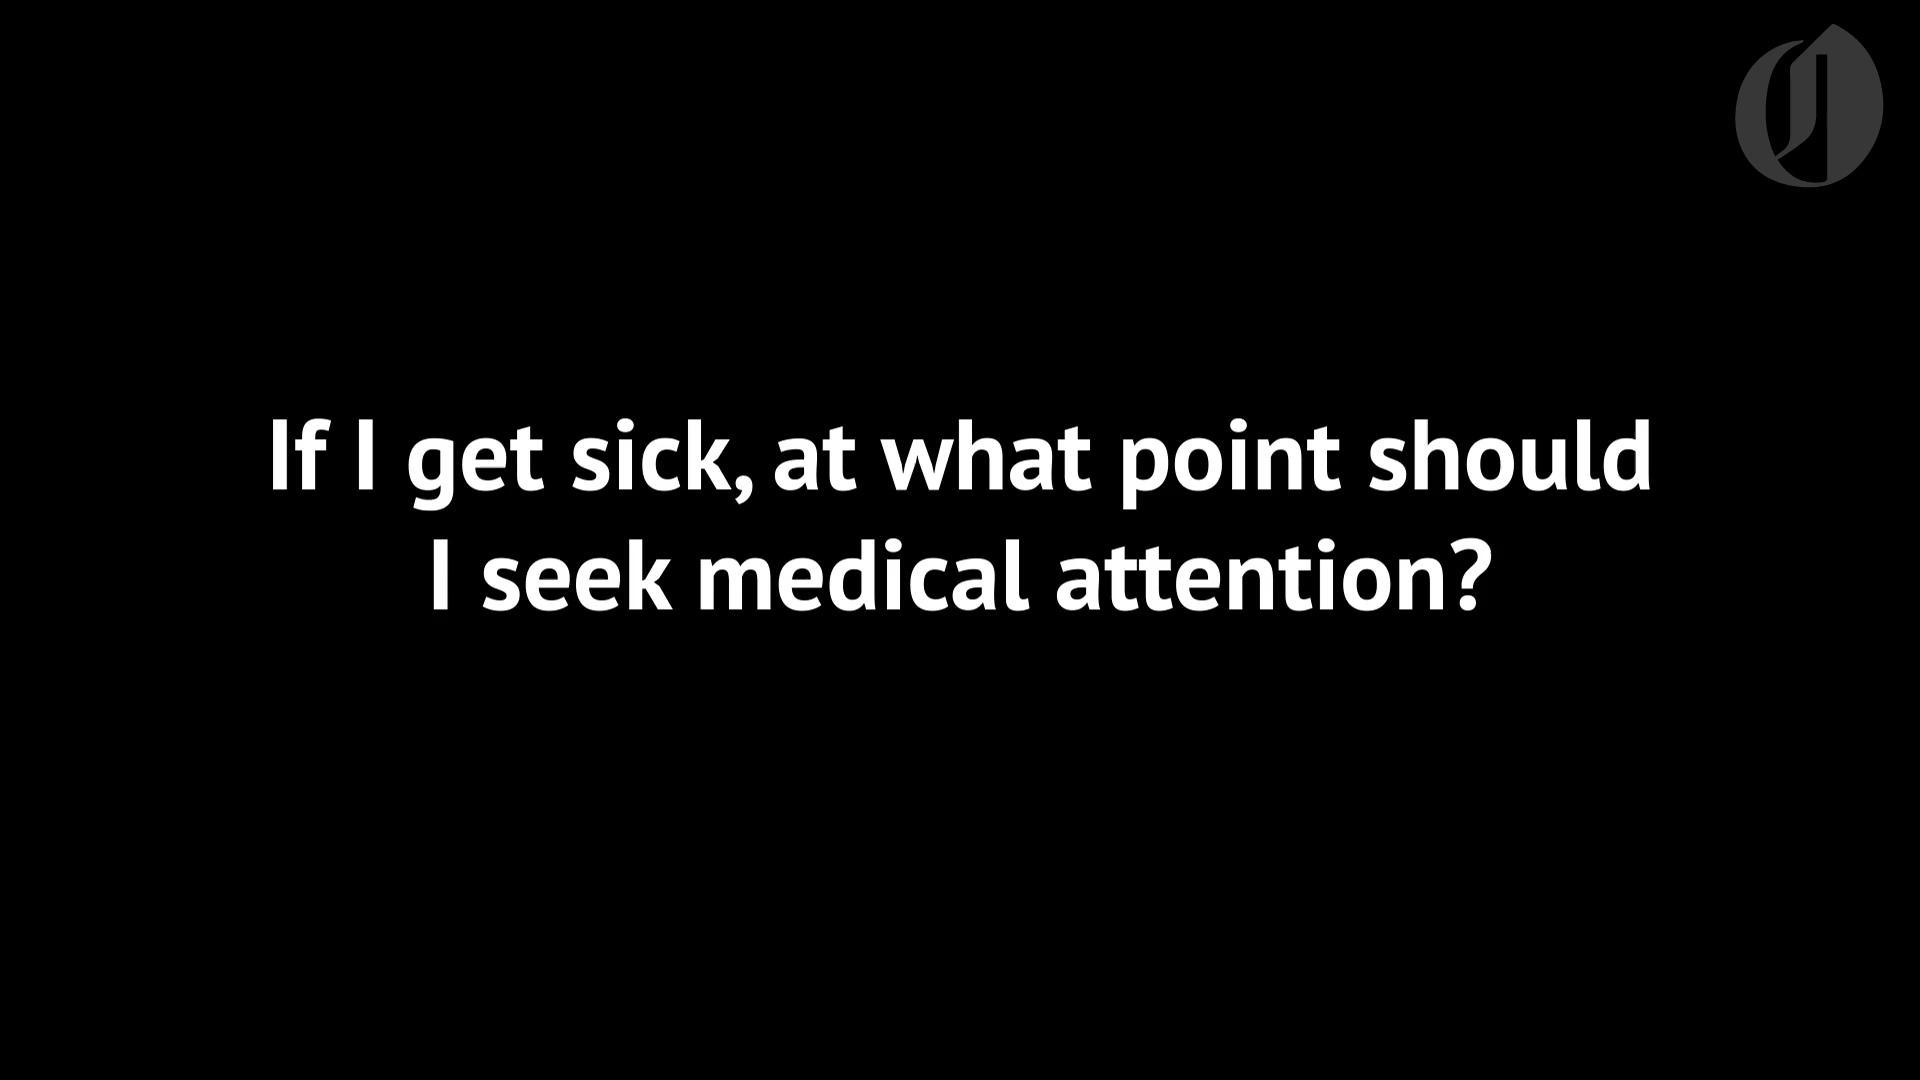 If I get sick, at what point should
I seek medical attention?